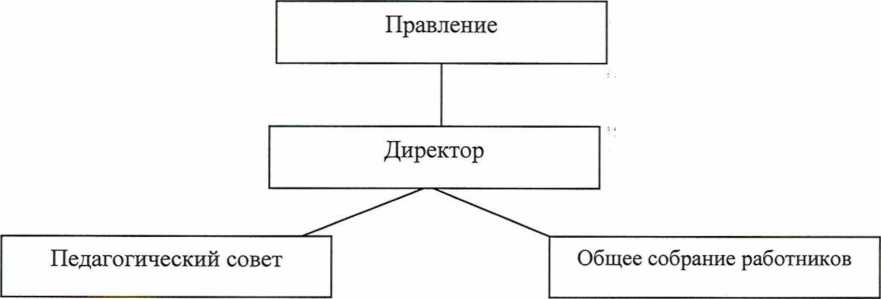 Правление
Директор
Педагогический совет
Общее собрание работников